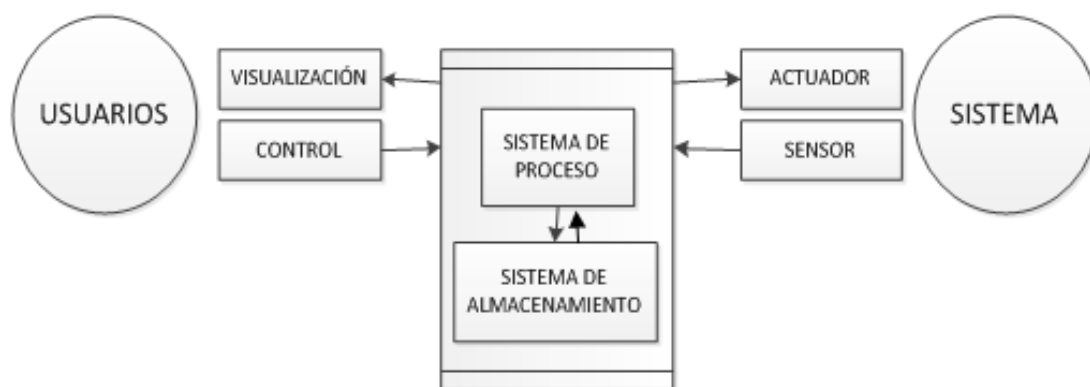 USUARIOS
VISUALIZACIÓN
CONTROL
SISTEMA DE
PROCESO
SISTEMA DE
ALMACENAMIENTO
ACTUADOR
SENSOR
SISTEMA